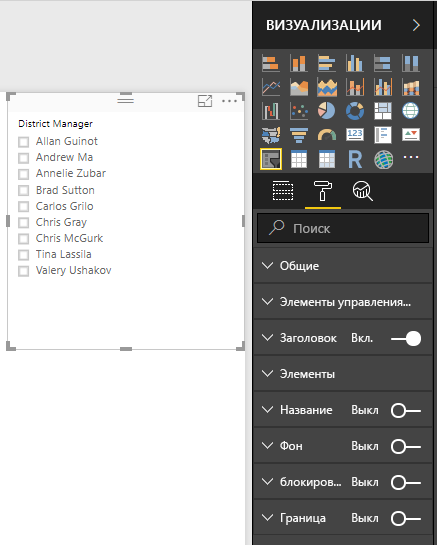 ВИЗУАЛИЗАЦИИ
District Manager
Allan Guinot
Andrew Ma
Annelie Zubar
Brad Sutton
Carlos Grilo
Chris Gray
Chris McGurk
Tina Lassila
Valery Ushakov
123
R
Поиск
Общие
Элементы управления...
Заголовок Вкл.
Элементы
Название Выкл
Фон Выкл
блокиров... Выкл
Граница Выкл